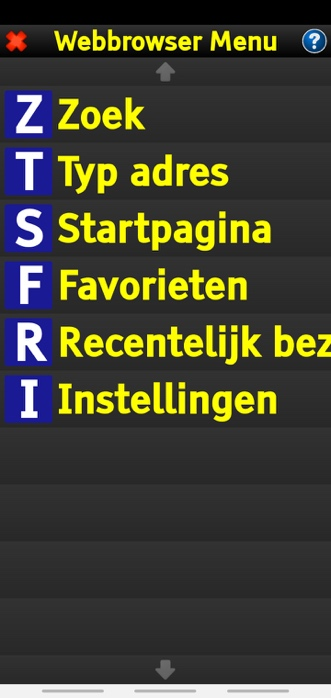 Webbrowser Menu ?
Z Zoek
T Typ adres
S Startpagina
F Favorieten
R Recentelijk bez
I Instellingen